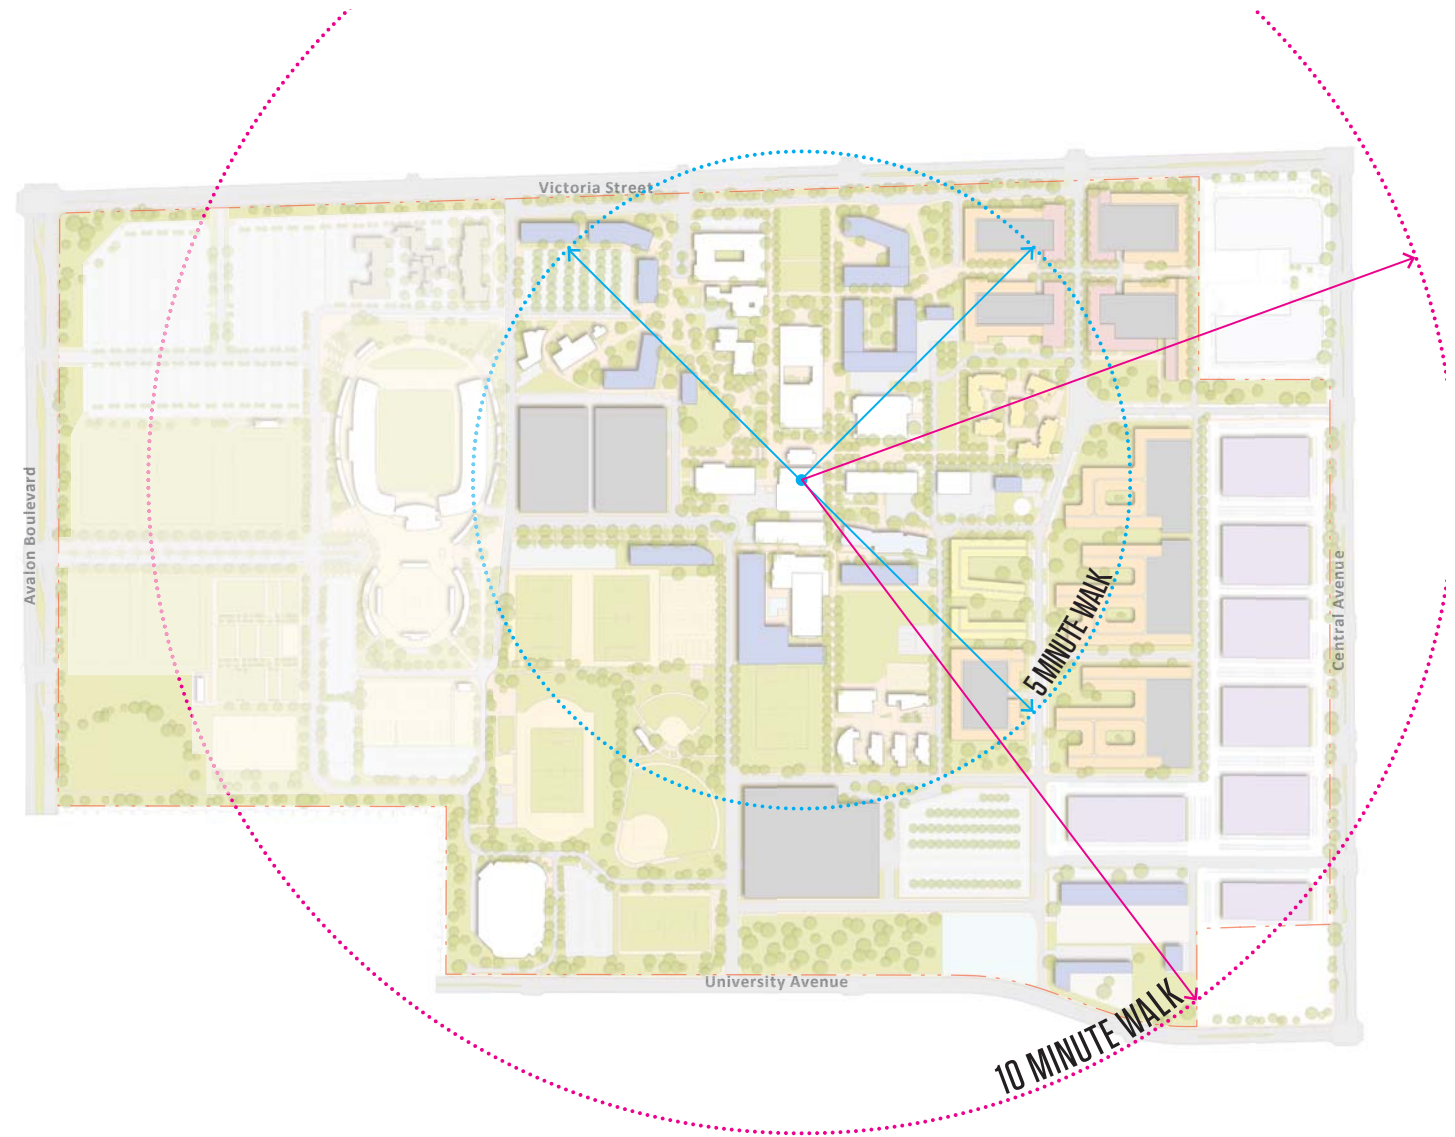 Victoria Street
Avalon Boulevard
Central Avenue
5 MINUTE WALK
University Avenue
10 MINUTE WALK